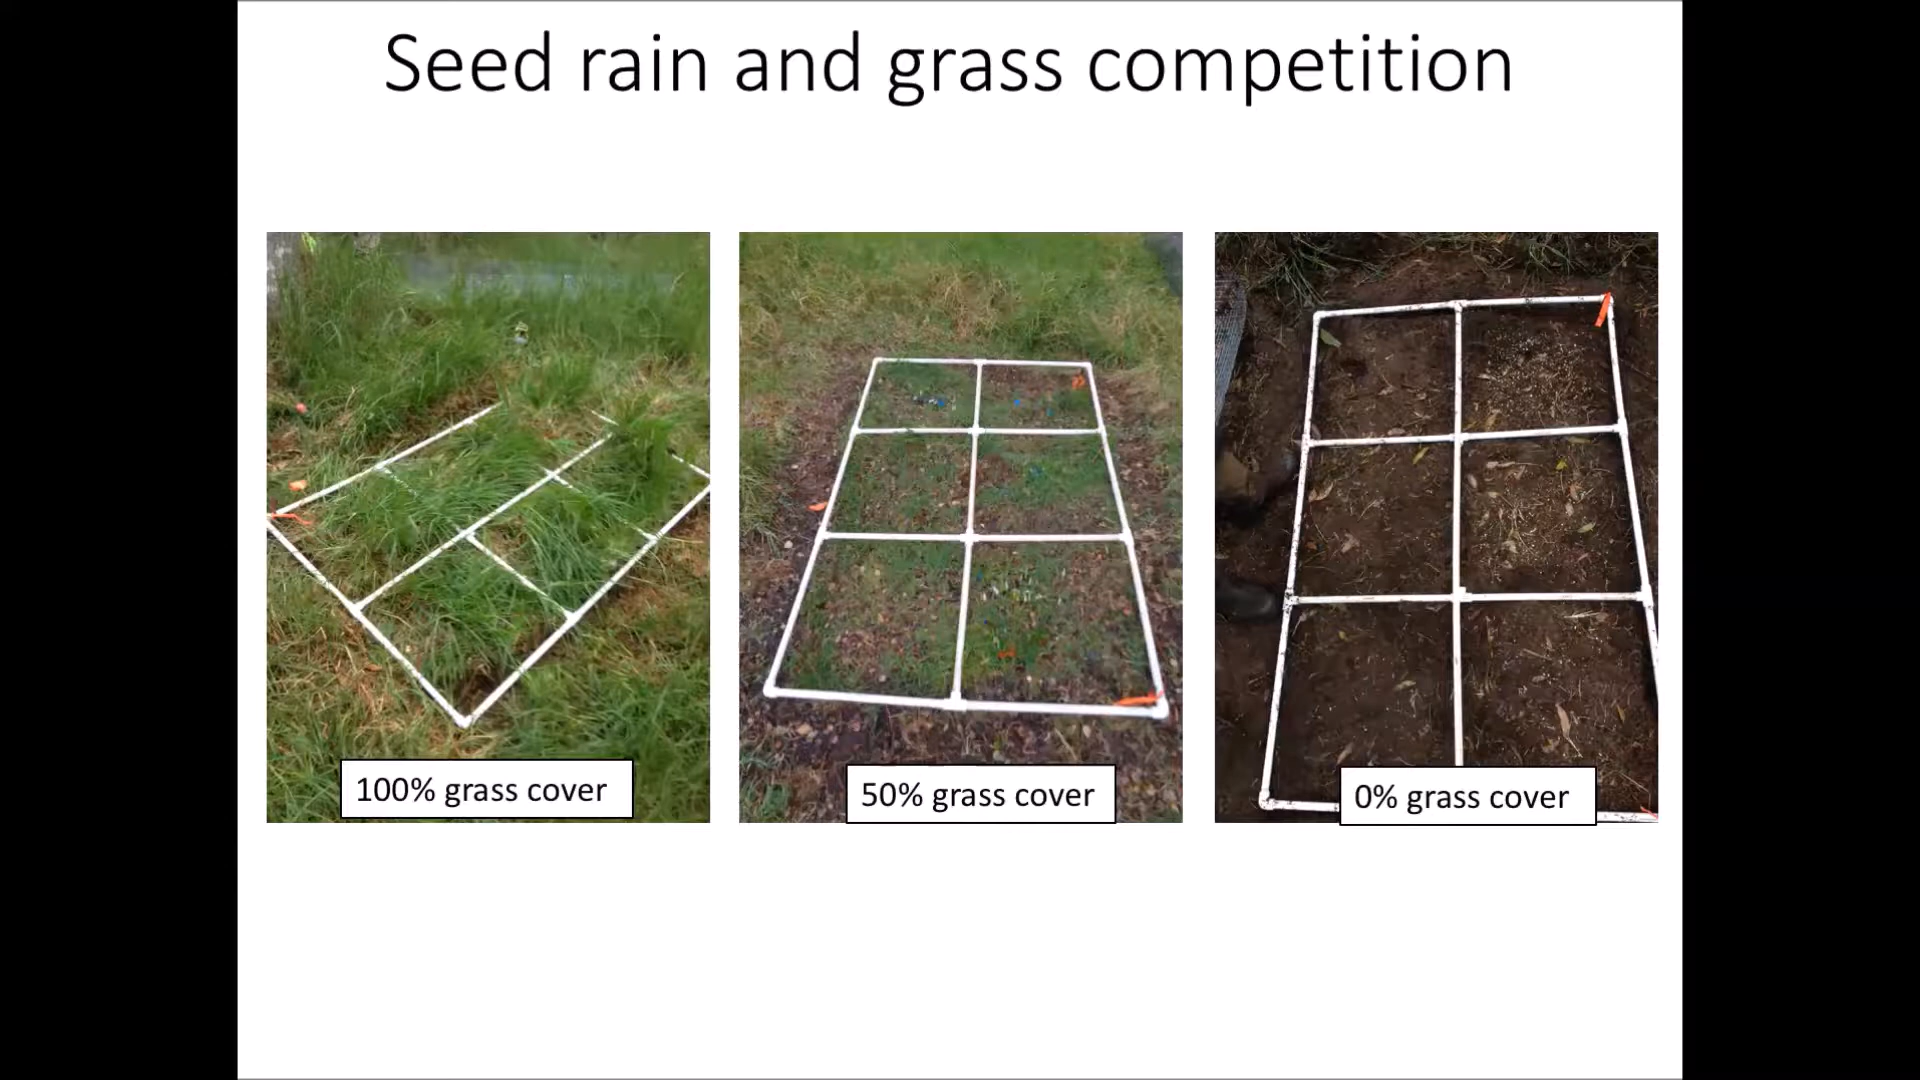 Seed rain and grass competition
100% grass cover
50% grass cover
0% grass cover